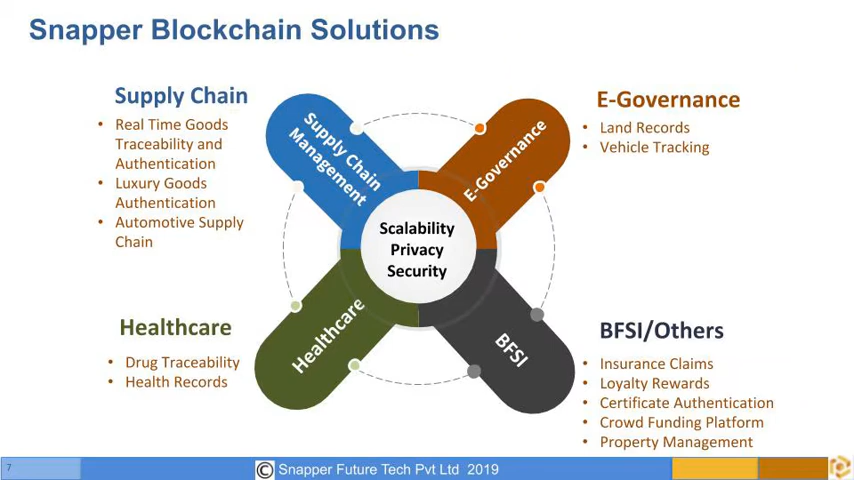 Snapper Blockchain Solutions
Supply Chain
• Real Time Goods
Traceability and
Authentication
• Luxury Goods
Authentication
• Automotive Supply
Chain
Supply Chain
Management
E-Governance
E-Governance
• Land Records
• Vehicle Tracking
Scalability
Privacy
Security
Healthcare
• Drug Traceability
• Health Records
Healthcare
BFSI
BFSI/Others
• Insurance Claims
• Loyalty Rewards
• Certificate Authentication
• Crowd Funding Platform
• Property Management
7
© Snapper Future Tech Pvt Ltd 2019